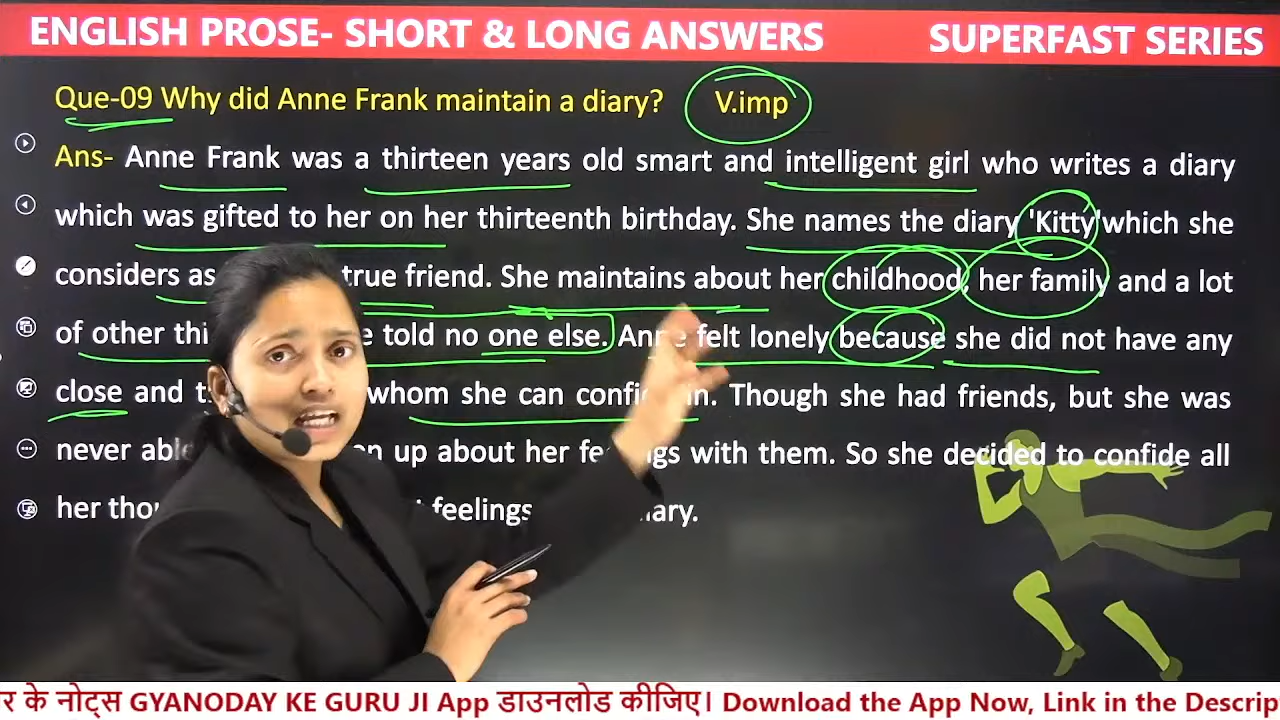 ENGLISH PROSE- SHORT & LONG ANSWERS SUPERFAST SERIES
Que-09 Why did Anne Frank maintain a diary? V.imp
Ans- Anne Frank was a thirteen years old smart and intelligent girl who writes a diary
which was gifted to her on her thirteenth birthday. She names the diary 'Kitty' which she
considers as true friend. She maintains about her childhood, her family and a lot
of other told no one else. Anne felt lonely because she did not have any
close and whom she can confide in. Though she had friends, but she was
never able up about her feelings with them. So she decided to confide all
her feelings
के नोट्स GYANODAY KE GURU JI App डाउनलोड कीजिए। Download the App Now, Link in the Descrip